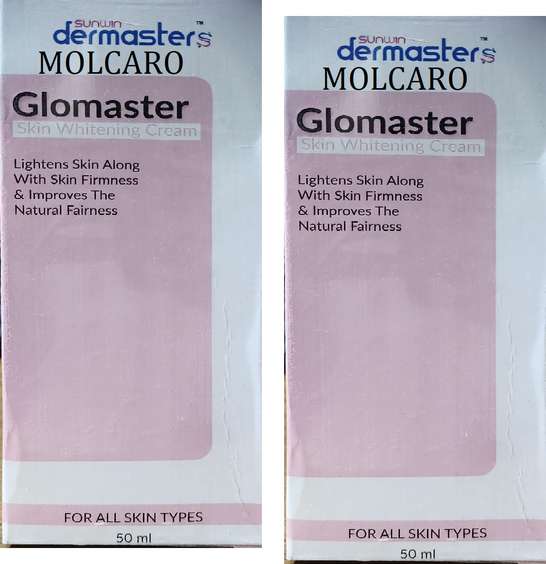 sunwin
dermasters™
MOLCARO
Glomaster
Skin Whitening Cream
Lightens Skin Along
With Skin Firmness
& Improves The
Natural Fairness
FOR ALL SKIN TYPES
50 ml
sunwin
dermasters™
MOLCARO
Glomaster
Skin Whitening Cream
Lightens Skin Along
With Skin Firmness
& Improves The
Natural Fairness
FOR ALL SKIN TYPES
50 ml